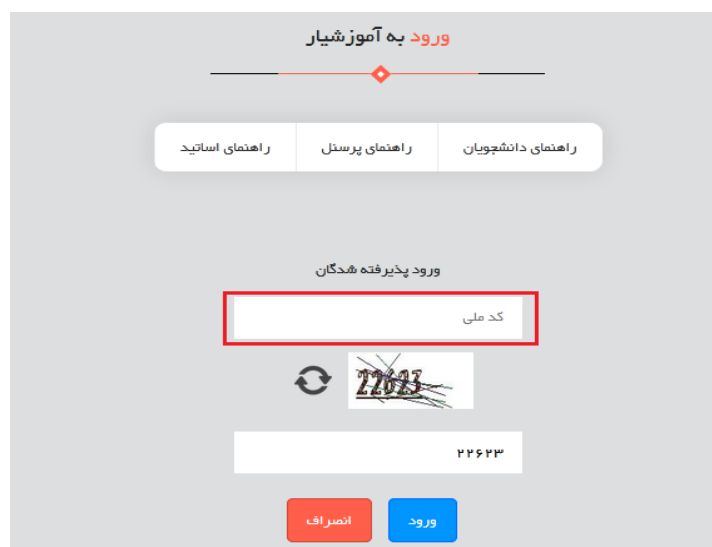 ورود به آموزشیار
راهنمای دانشجویان
راهنمای پرسنل
راهنمای اساتید
ورود پذیرفته شدگان
کد ملی
22623
۲۲۶۲۳
ورود
انصراف